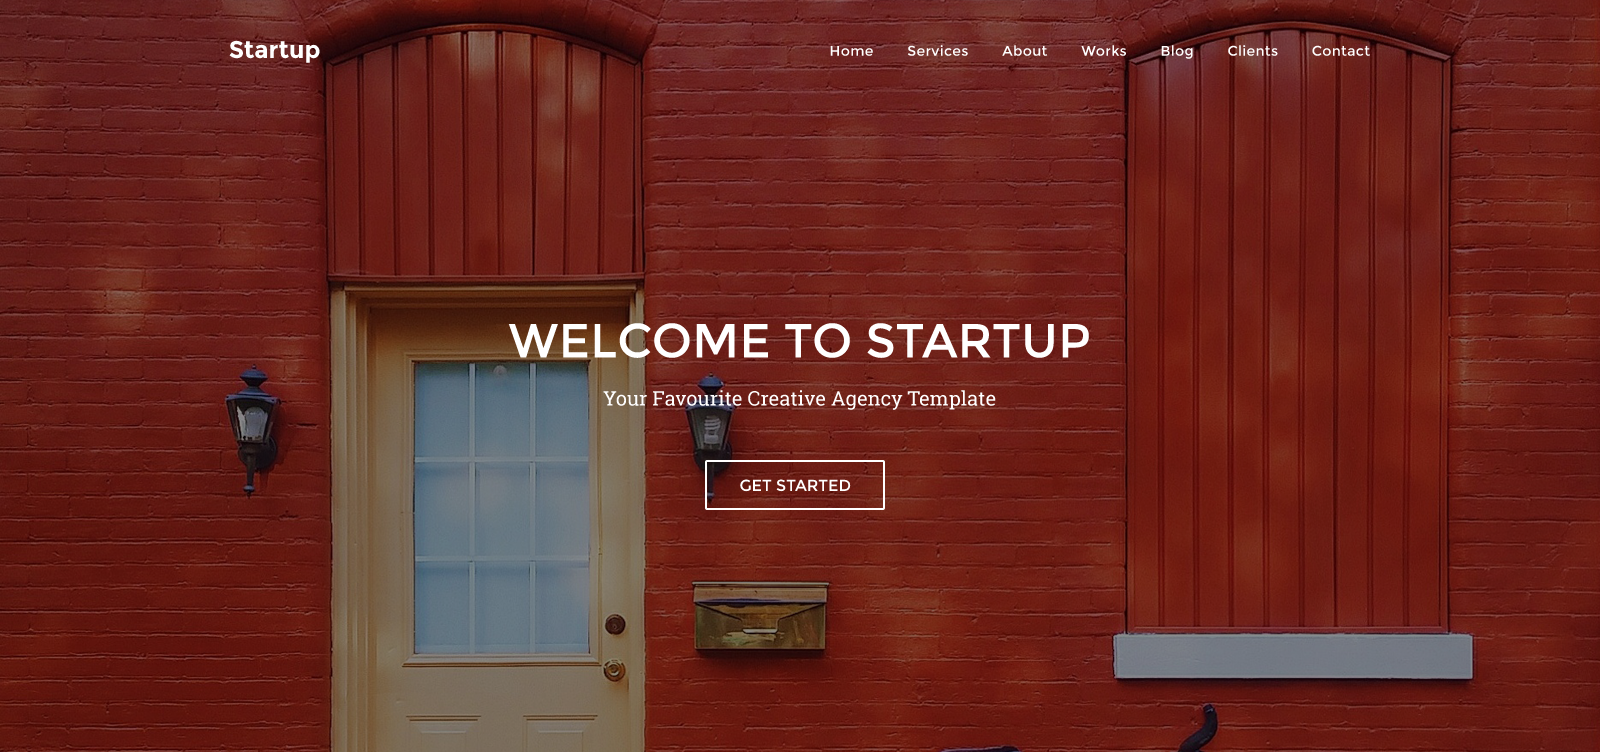 Startup
Home Services About Works Blog Clients Contact
WELCOME TO STARTUP
Your Favourite Creative Agency Template
GET STARTED